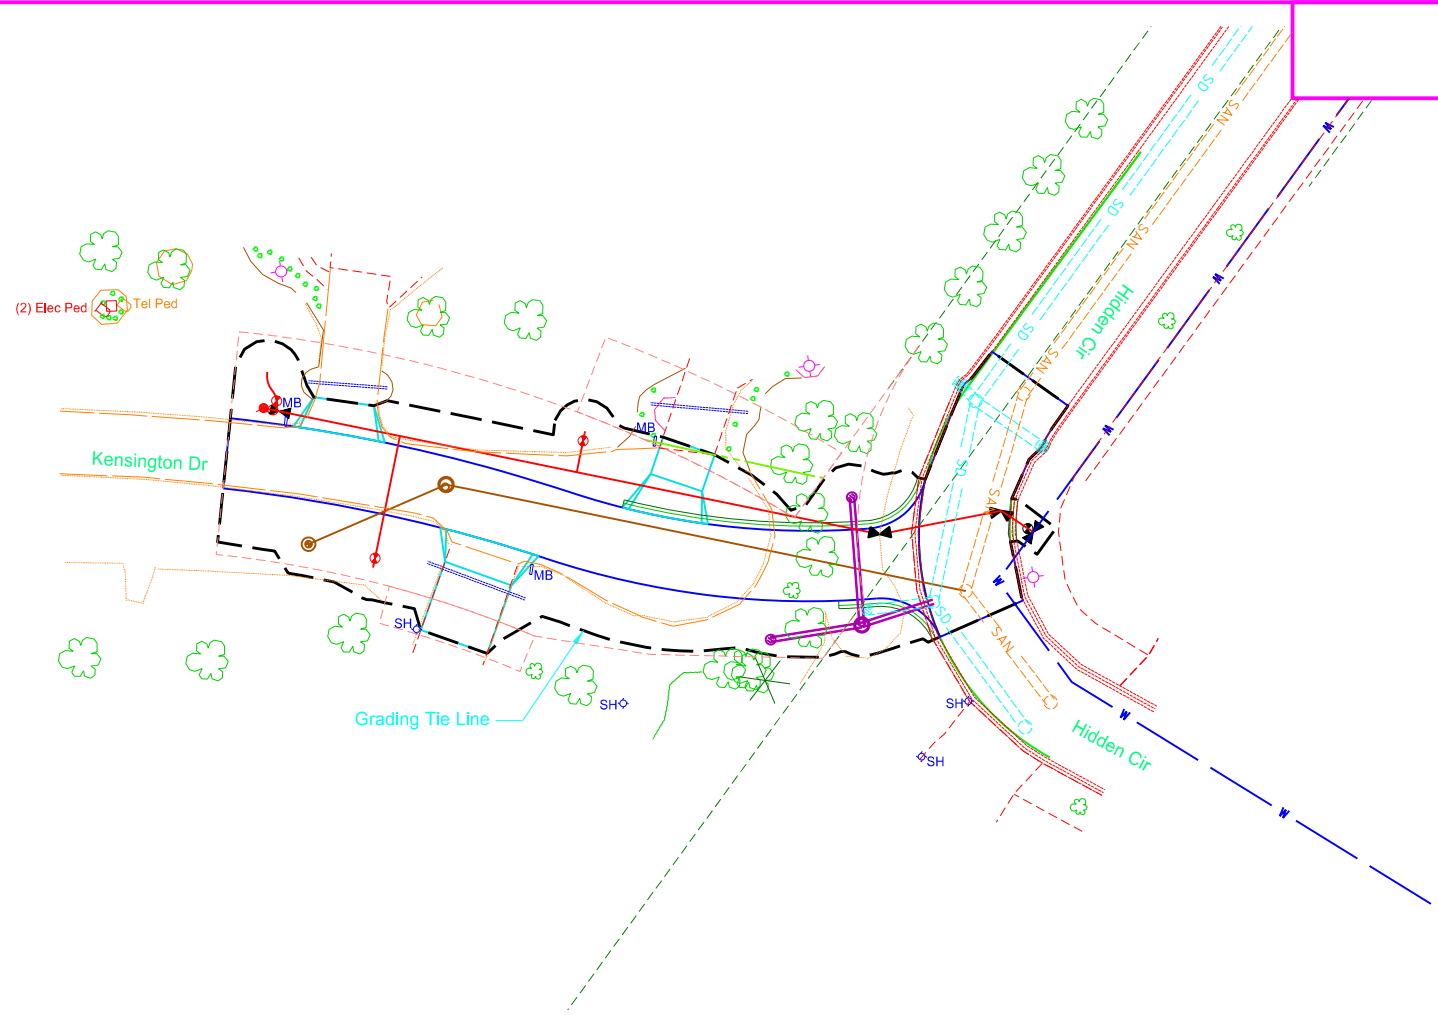 SD
SAN
W
SD
SAN
W
(2) Elec Ped
Tel Ped
Hidden Cir
SD
SAN
MB
MB
W
Kensington Dr
SD
SAN
MB
W
SD
SH
SAN
Grading Tie Line
SH
SH
W
Hidden Cir
SH
W